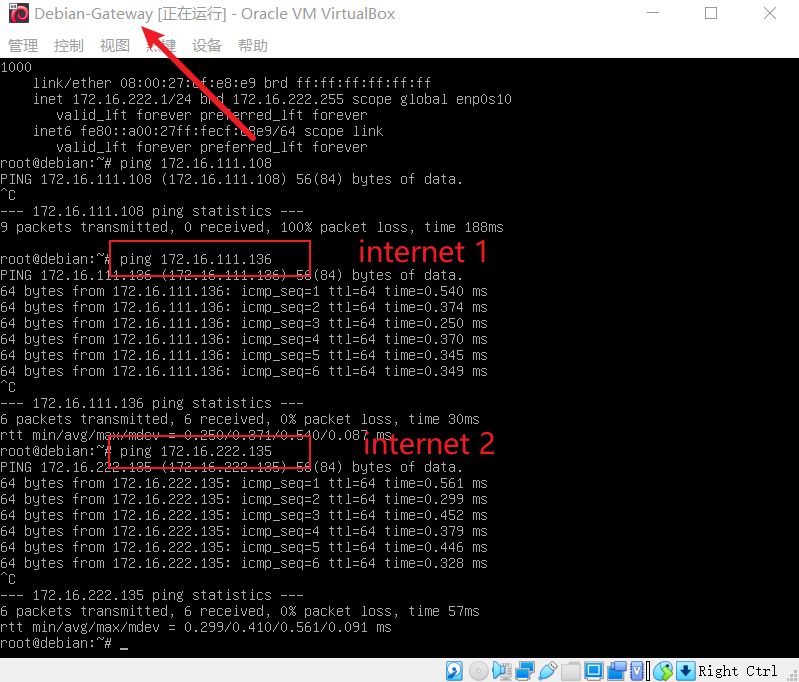 Debian-Gateway [正在运行] - Oracle VM VirtualBox
管理 控制 视图 热键 设备 帮助
1000
link/ether 08:00:27:cf:e8:e9 brd ff:ff:ff:ff:ff:ff
inet 172.16.222.1/24 brd 172.16.222.255 scope global enp0s10
valid_lft forever preferred_lft forever
inet6 fe80::a00:27ff:fecf:e8e9/64 scope link
valid_lft forever preferred_lft forever
root@debian:~# ping 172.16.111.108
PING 172.16.111.108 (172.16.111.108) 56(84) bytes of data.
^C
--- 172.16.111.108 ping statistics ---
9 packets transmitted, 0 received, 100% packet loss, time 188ms
root@debian:~# ping 172.16.111.136
internet 1
PING 172.16.111.136 (172.16.111.136) 56(84) bytes of data.
64 bytes from 172.16.111.136: icmp_seq=1 ttl=64 time=0.540 ms
64 bytes from 172.16.111.136: icmp_seq=2 ttl=64 time=0.374 ms
64 bytes from 172.16.111.136: icmp_seq=3 ttl=64 time=0.250 ms
64 bytes from 172.16.111.136: icmp_seq=4 ttl=64 time=0.370 ms
64 bytes from 172.16.111.136: icmp_seq=5 ttl=64 time=0.345 ms
64 bytes from 172.16.111.136: icmp_seq=6 ttl=64 time=0.349 ms
^C
--- 172.16.111.136 ping statistics ---
6 packets transmitted, 6 received, 0% packet loss, time 30ms
rtt min/avg/max/mdev = 0.250/0.371/0.540/0.087 ms
root@debian:~# ping 172.16.222.135
internet 2
PING 172.16.222.135 (172.16.222.135) 56(84) bytes of data.
64 bytes from 172.16.222.135: icmp_seq=1 ttl=64 time=0.561 ms
64 bytes from 172.16.222.135: icmp_seq=2 ttl=64 time=0.299 ms
64 bytes from 172.16.222.135: icmp_seq=3 ttl=64 time=0.452 ms
64 bytes from 172.16.222.135: icmp_seq=4 ttl=64 time=0.379 ms
64 bytes from 172.16.222.135: icmp_seq=5 ttl=64 time=0.446 ms
64 bytes from 172.16.222.135: icmp_seq=6 ttl=64 time=0.328 ms
^C
--- 172.16.222.135 ping statistics ---
6 packets transmitted, 6 received, 0% packet loss, time 57ms
rtt min/avg/max/mdev = 0.299/0.410/0.561/0.091 ms
root@debian:~# _
Right Ctrl